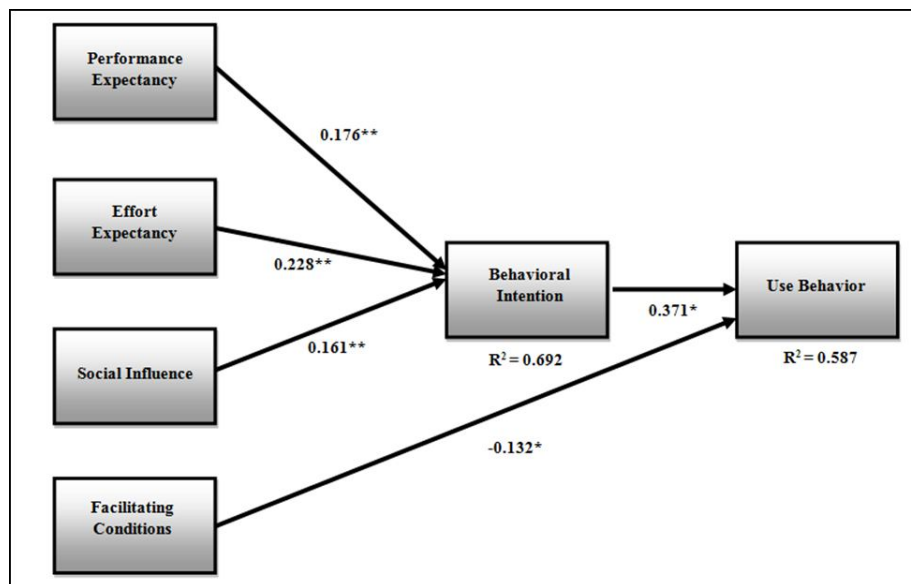 Performance
Expectancy
0.176**
Effort
Expectancy
0.228**
Behavioral
Intention
R² = 0.692
0.371*
Use Behavior
R² = 0.587
Social Influence
0.161**
-0.132*
Facilitating
Conditions